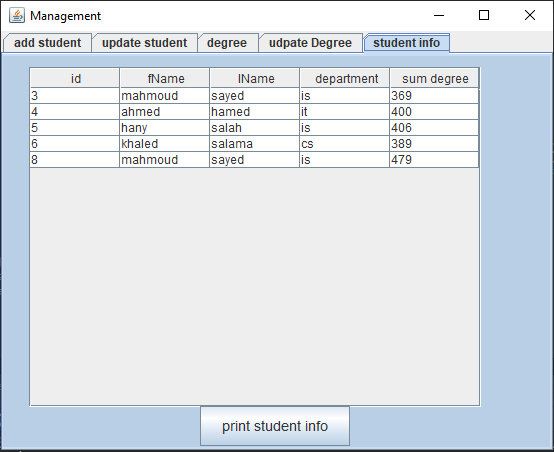 Management
add student update student degree udpate Degree student info
id fName lName department sum degree
3 mahmoud sayed is 369
4 ahmed hamed it 400
5 hany salah is 406
6 khaled salama cs 389
8 mahmoud sayed is 479
print student info